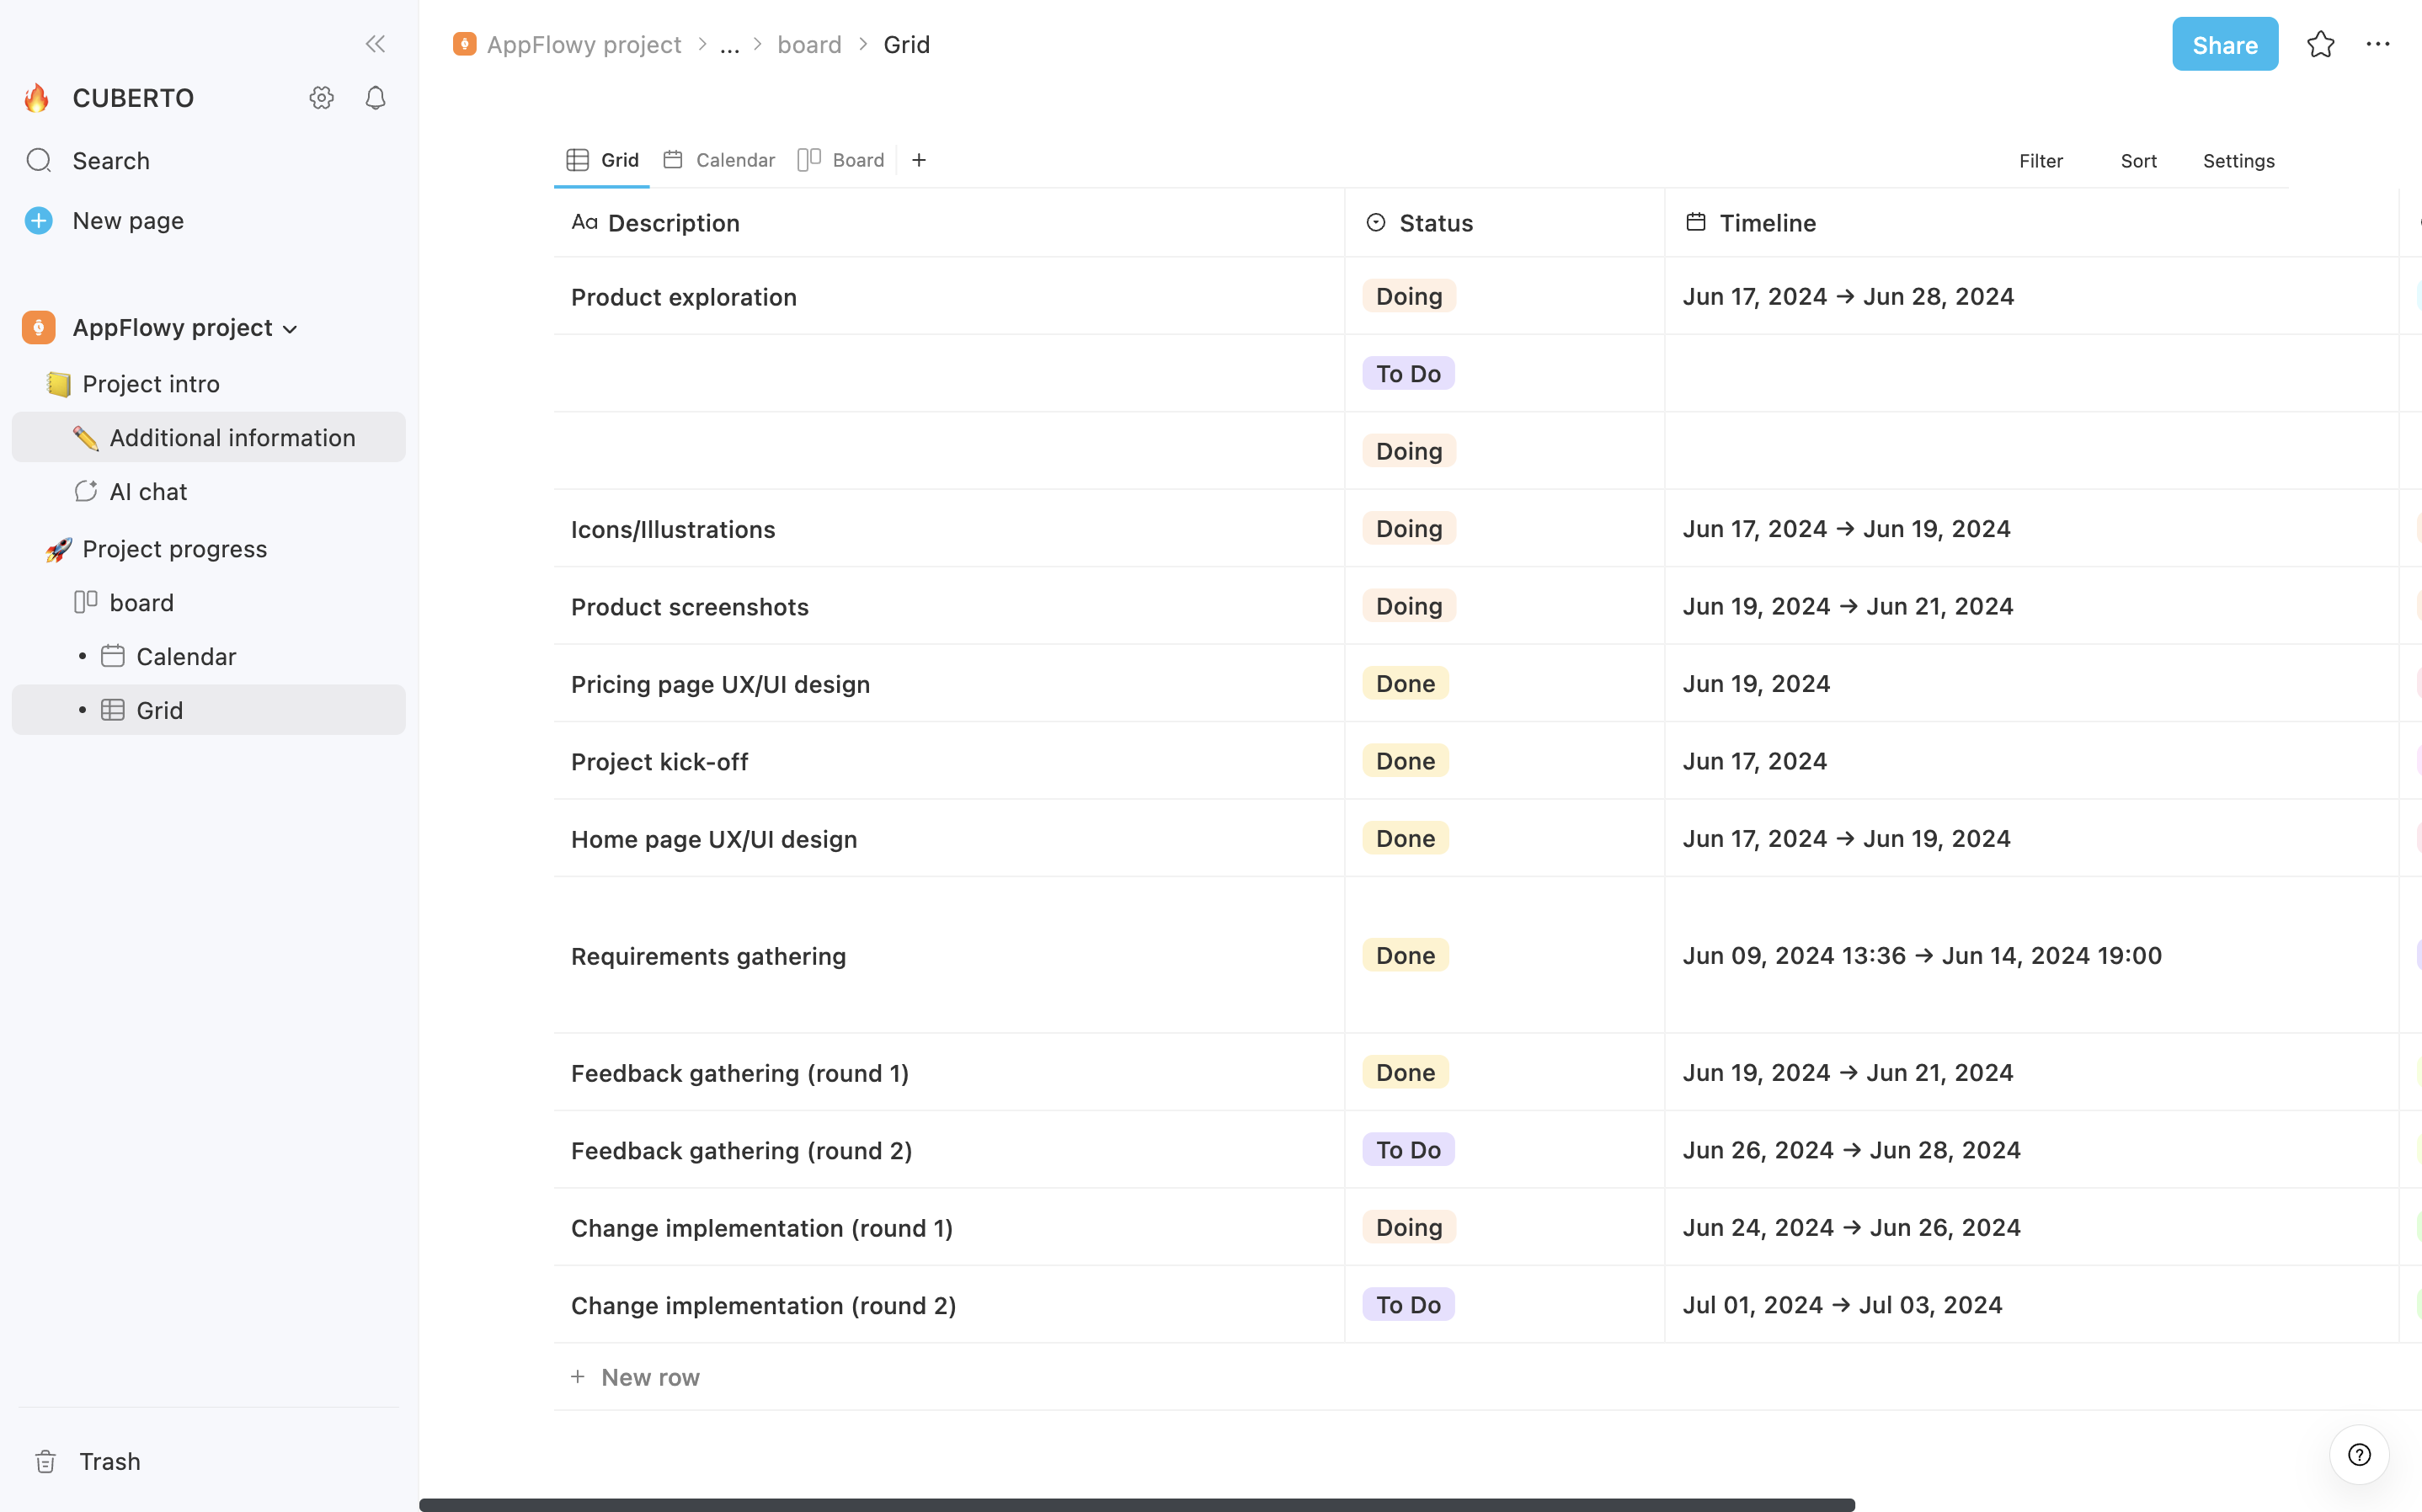 CUBERTO
Search
New page
AppFlowy project
Project intro
Additional information
AI chat
Project progress
board
• Calendar
• Grid
Trash
AppFlowy project > ... > board > Grid
Share
Grid Calendar Board +
Filter Sort Settings
Aa Description Status Timeline
Product exploration Doing Jun 17, 2024 → Jun 28, 2024
To Do
Doing
Icons/Illustrations Doing Jun 17, 2024 → Jun 19, 2024
Product screenshots Doing Jun 19, 2024 → Jun 21, 2024
Pricing page UX/UI design Done Jun 19, 2024
Project kick-off Done Jun 17, 2024
Home page UX/UI design Done Jun 17, 2024 → Jun 19, 2024
Requirements gathering Done Jun 09, 2024 13:36 → Jun 14, 2024 19:00
Feedback gathering (round 1) Done Jun 19, 2024 → Jun 21, 2024
Feedback gathering (round 2) To Do Jun 26, 2024 → Jun 28, 2024
Change implementation (round 1) Doing Jun 24, 2024 → Jun 26, 2024
Change implementation (round 2) To Do Jul 01, 2024 → Jul 03, 2024
+ New row
?